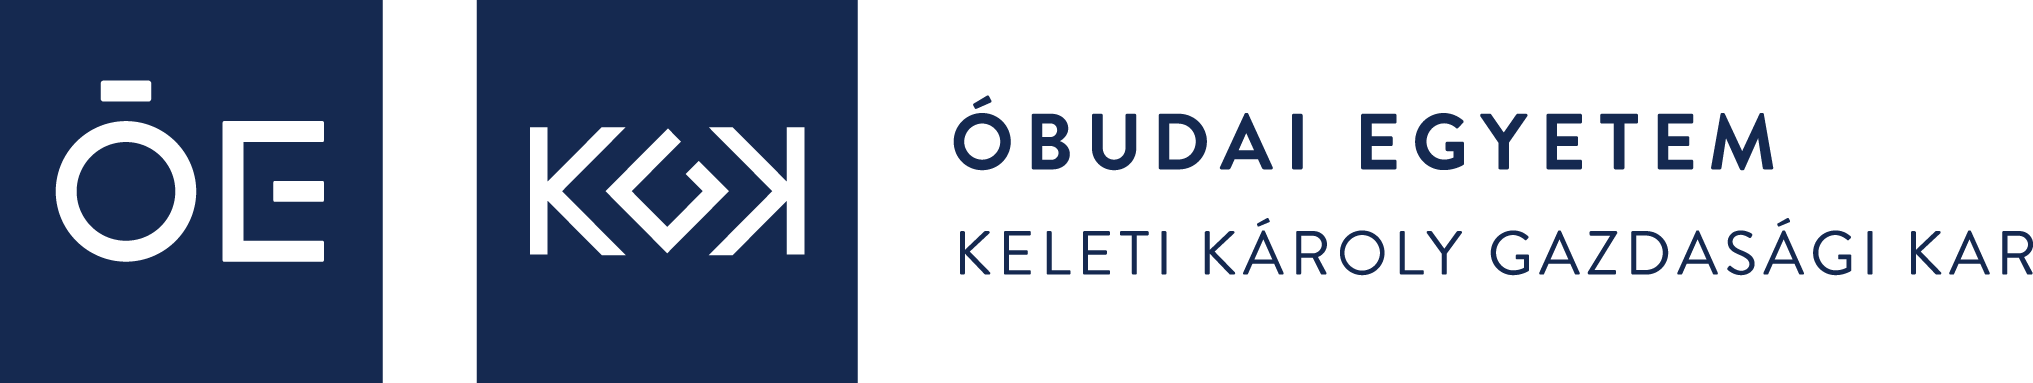 ŌE
KGK
ÓBUDAI EGYETEM
KELETI KÁROLY GAZDASÁGI KAR